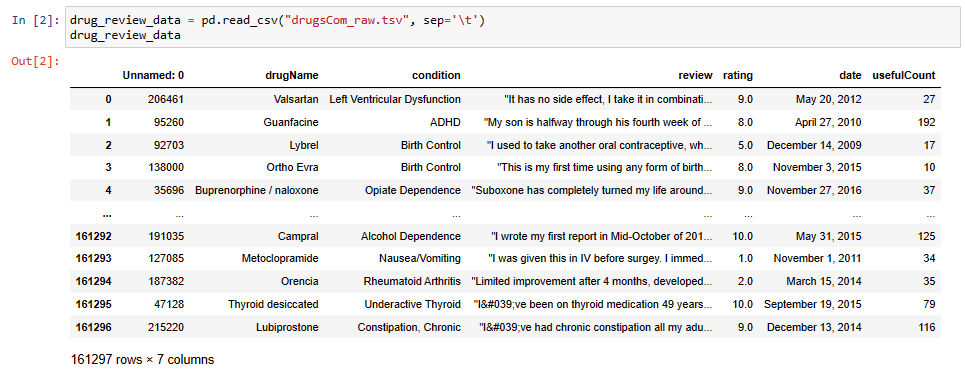 In [2]: drug_review_data = pd.read_csv("drugsCom_raw.tsv", sep='\t')
drug_review_data
Out[2]:
Unnamed: 0 drugName condition review rating date usefulCount
0 206461 Valsartan Left Ventricular Dysfunction "It has no side effect, I take it in combinati... 9.0 May 20, 2012 27
1 95260 Guanfacine ADHD "My son is halfway through his fourth week of ... 8.0 April 27, 2010 192
2 92703 Lybrel Birth Control "I used to take another oral contraceptive, wh... 5.0 December 14, 2009 17
3 138000 Ortho Evra Birth Control "This is my first time using any form of birth... 8.0 November 3, 2015 10
4 35696 Buprenorphine / naloxone Opiate Dependence "Suboxone has completely turned my life around... 9.0 November 27, 2016 37
... ... ... ... ... ... ... ...
161292 191035 Campral Alcohol Dependence "I wrote my first report in Mid-October of 201... 10.0 May 31, 2015 125
161293 127085 Metoclopramide Nausea/Vomiting "I was given this in IV before surgey. I immed... 1.0 November 1, 2011 34
161294 187382 Orencia Rheumatoid Arthritis "Limited improvement after 4 months, developed... 2.0 March 15, 2014 35
161295 47128 Thyroid desiccated Underactive Thyroid "I&#039;ve been on thyroid medication 49 years... 10.0 September 19, 2015 79
161296 215220 Lubiprostone Constipation, Chronic "I&#039;ve had chronic constipation all my adu... 9.0 December 13, 2014 116
161297 rows × 7 columns